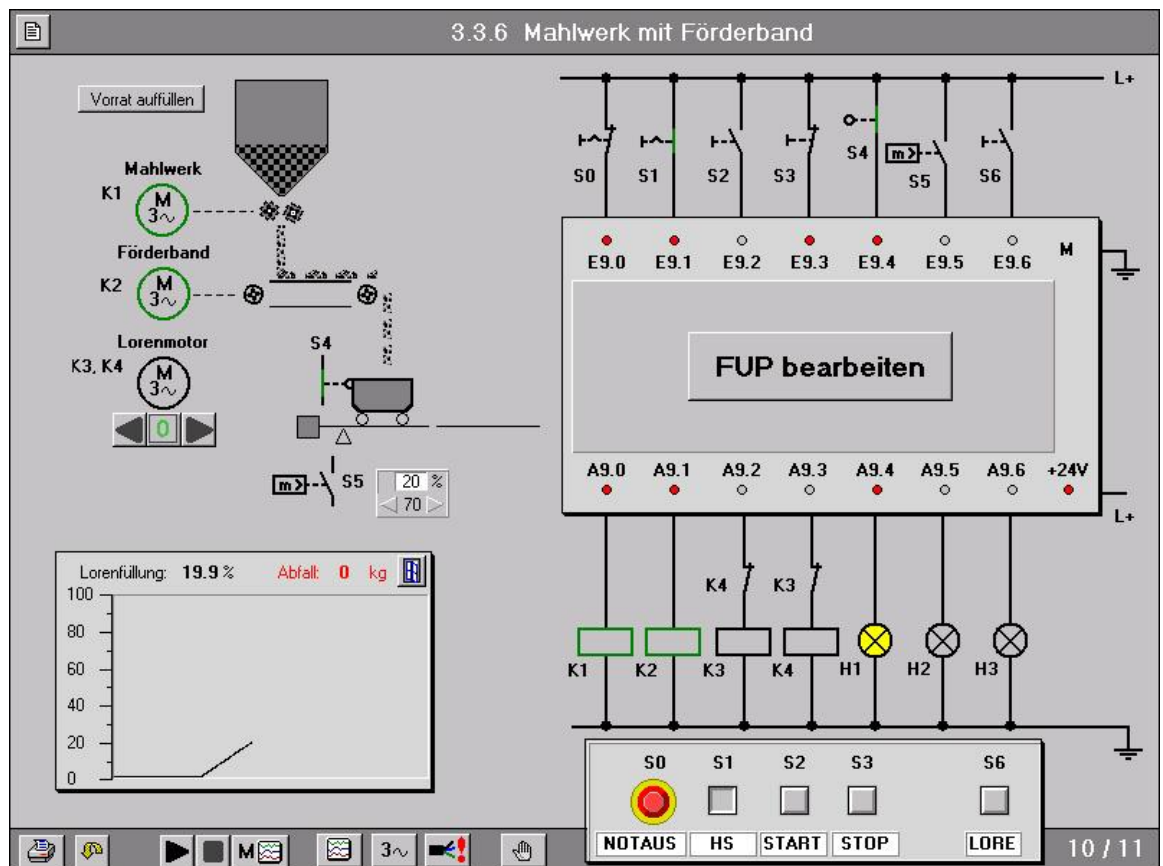 3.3.6 Mahlwerk mit Förderband
Vorrat auffüllen
Mahlwerk
K1
M
3~
Förderband
K2
M
3~
Lorenmotor
K3, K4
M
3~
0
S4
m>
S5
20 %
70
Lorenfüllung: 19.9 % Abfall: 0 kg
100
80
60
40
20
0
L+
S0 S1 S2 S3 S4 m> S5 S6
E9.0 E9.1 E9.2 E9.3 E9.4 E9.5 E9.6 M
FUP bearbeiten
A9.0 A9.1 A9.2 A9.3 A9.4 A9.5 A9.6 +24V
L+
K4 K3
K1 K2 K3 K4 H1 H2 H3
S0 S1 S2 S3 S6
NOTAUS HS START STOP LORE
M 3~ !
10 / 11